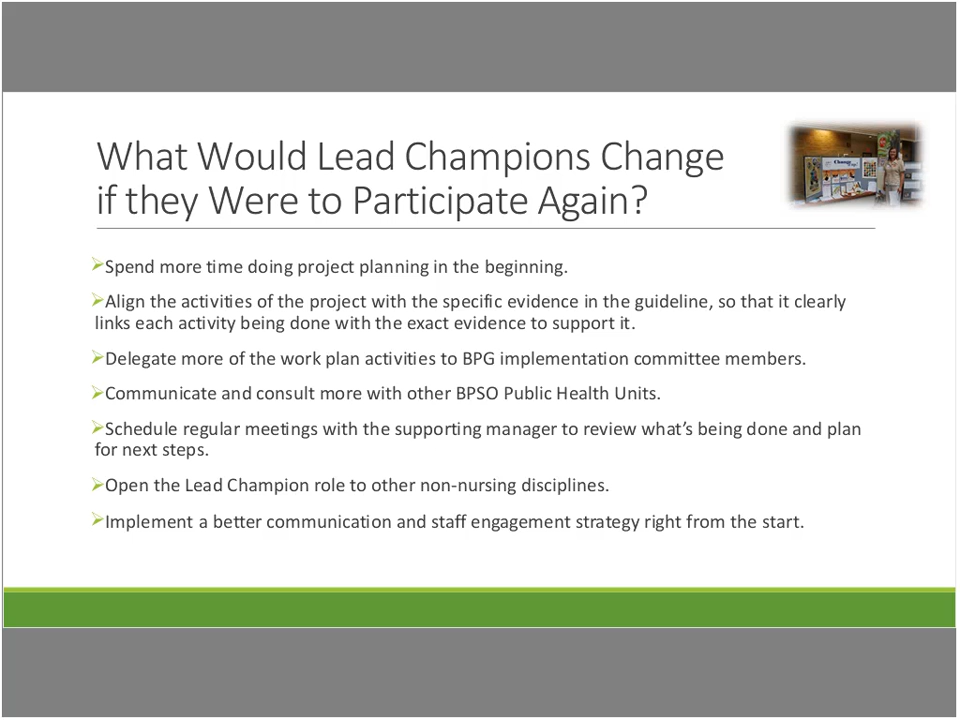 What Would Lead Champions Change
if they Were to Participate Again?
Spend more time doing project planning in the beginning.
Align the activities of the project with the specific evidence in the guideline, so that it clearly
links each activity being done with the exact evidence to support it.
Delegate more of the work plan activities to BPG implementation committee members.
Communicate and consult more with other BPSO Public Health Units.
Schedule regular meetings with the supporting manager to review what’s being done and plan
for next steps.
Open the Lead Champion role to other non-nursing disciplines.
Implement a better communication and staff engagement strategy right from the start.